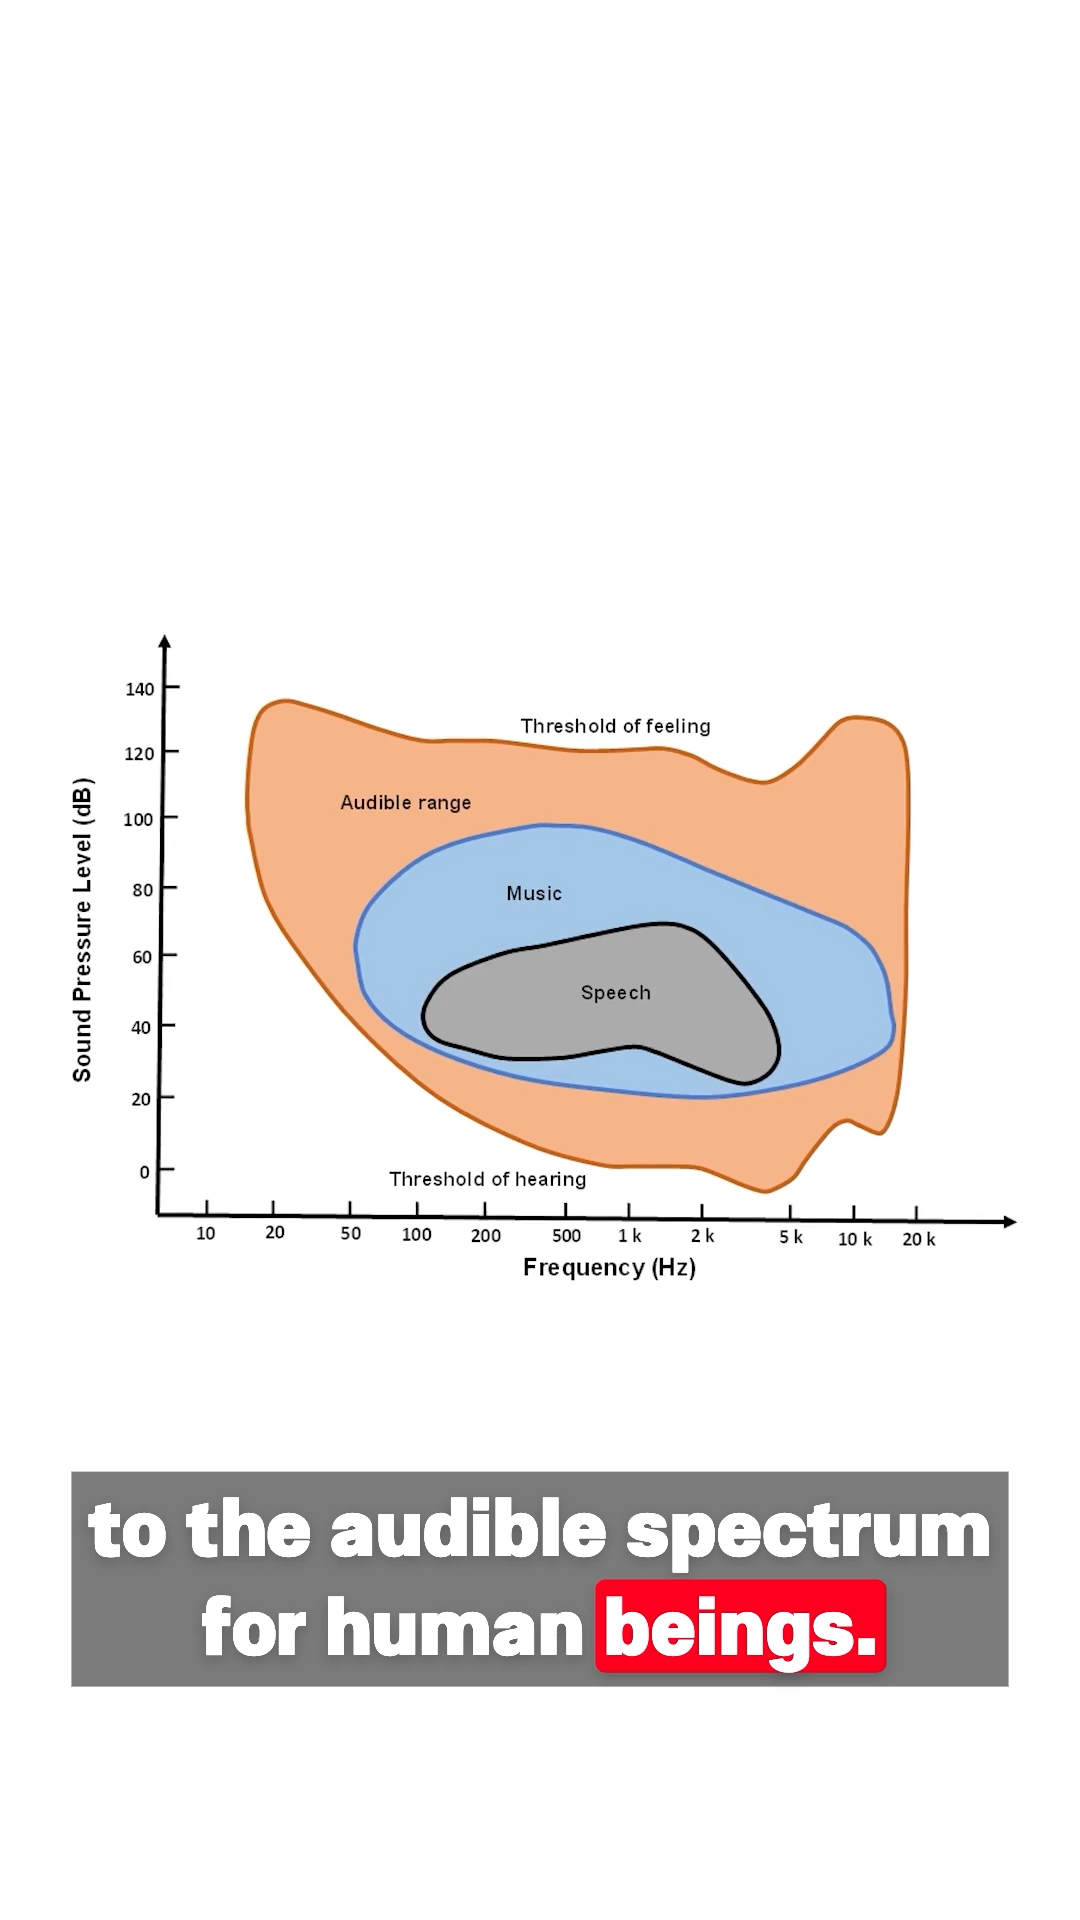 140
120
100
80
60
40
20
0
Sound Pressure Level (dB)
Threshold of feeling
Audible range
Music
Speech
Threshold of hearing
10 20 50 100 200 500 1 k 2 k 5 k 10 k 20 k
Frequency (Hz)
to the audible spectrum
for human beings.